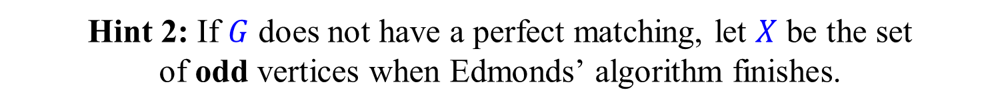 Hint 2: If G does not have a perfect matching, let X be the set
of odd vertices when Edmonds’ algorithm finishes.